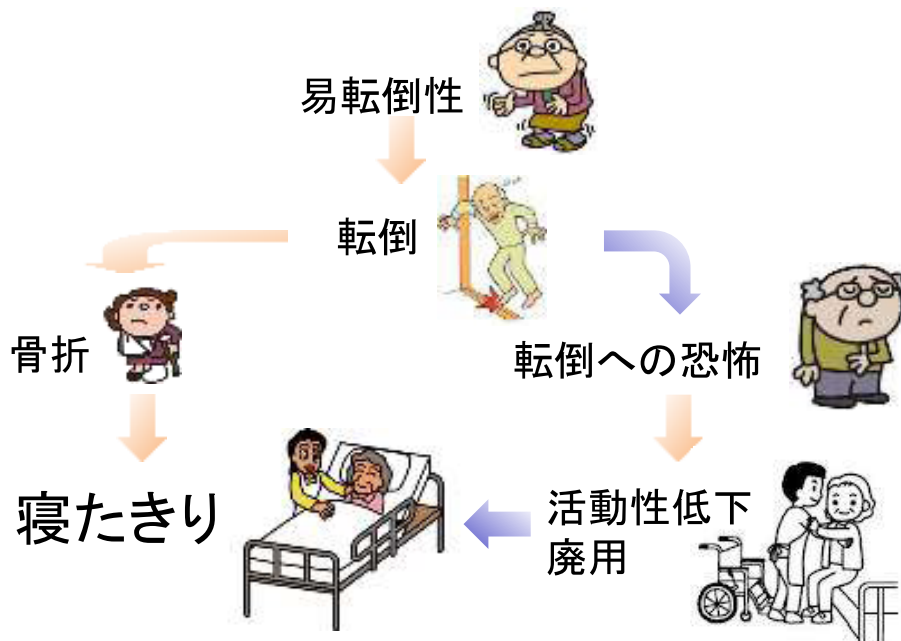 易転倒性
転倒
骨折
転倒への恐怖
寝たきり
活動性低下
廃用